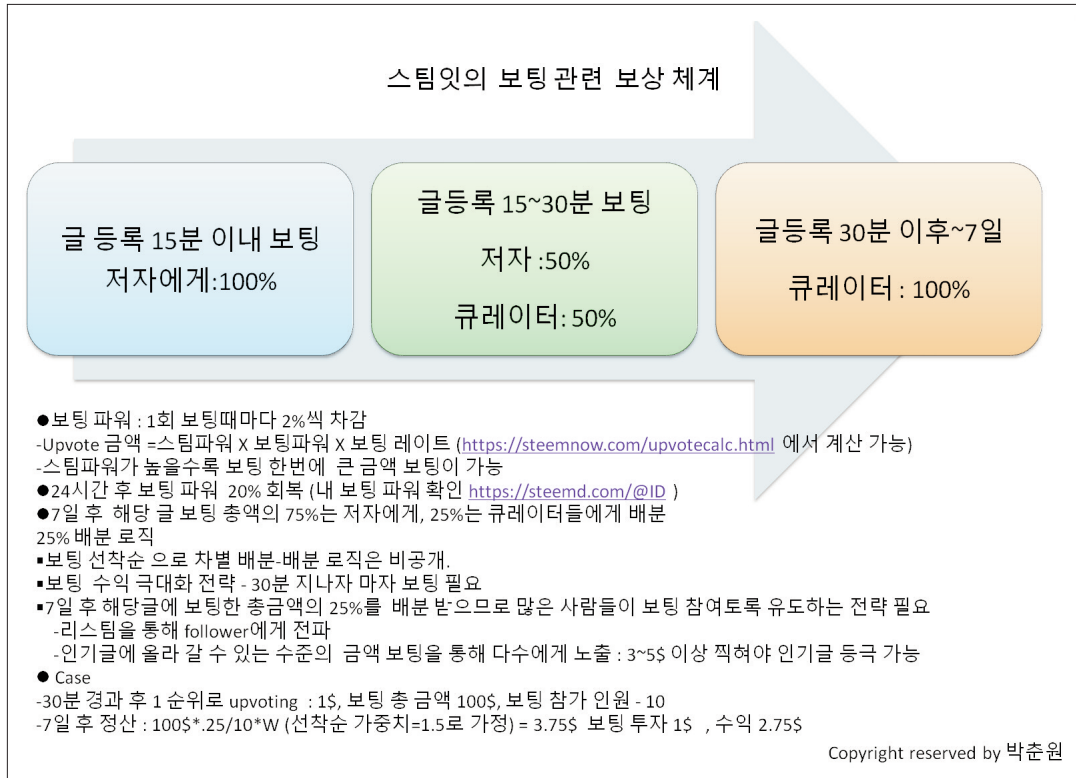 스팀잇의 보팅 관련 보상 체계
글 등록 15분 이내 보팅
저자에게:100%
글등록 15~30분 보팅
저자 :50%
큐레이터: 50%
글등록 30분 이후~7일
큐레이터 : 100%
●보팅 파워 : 1회 보팅때마다 2%씩 차감
-Upvote 금액 =스팀파워 X 보팅파워 X 보팅 레이트 (https://steemnow.com/upvotecalc.html 에서 계산 가능)
-스팀파워가 높을수록 보팅 한번에 큰 금액 보팅이 가능
●24시간 후 보팅 파워 20% 회복 (내 보팅 파워 확인 https://steemd.com/@ID )
●7일 후 해당 글 보팅 총액의 75%는 저자에게, 25%는 큐레이터들에게 배분
25% 배분 로직
▪보팅 선착순 으로 차별 배분-배분 로직은 비공개.
▪보팅 수익 극대화 전략 - 30분 지나자 마자 보팅 필요
▪7일 후 해당글에 보팅한 총금액의 25%를 배분 받으므로 많은 사람들이 보팅 참여토록 유도하는 전략 필요
-리스팀을 통해 follower에게 전파
-인기글에 올라 갈 수 있는 수준의 금액 보팅을 통해 다수에게 노출 : 3~5$ 이상 찍혀야 인기글 등극 가능
● Case
-30분 경과 후 1 순위로 upvoting : 1$, 보팅 총 금액 100$, 보팅 참가 인원 - 10
-7일 후 정산 : 100$*.25/10*W (선착순 가중치=1.5로 가정) = 3.75$ 보팅 투자 1$ , 수익 2.75$
Copyright reserved by 박춘원